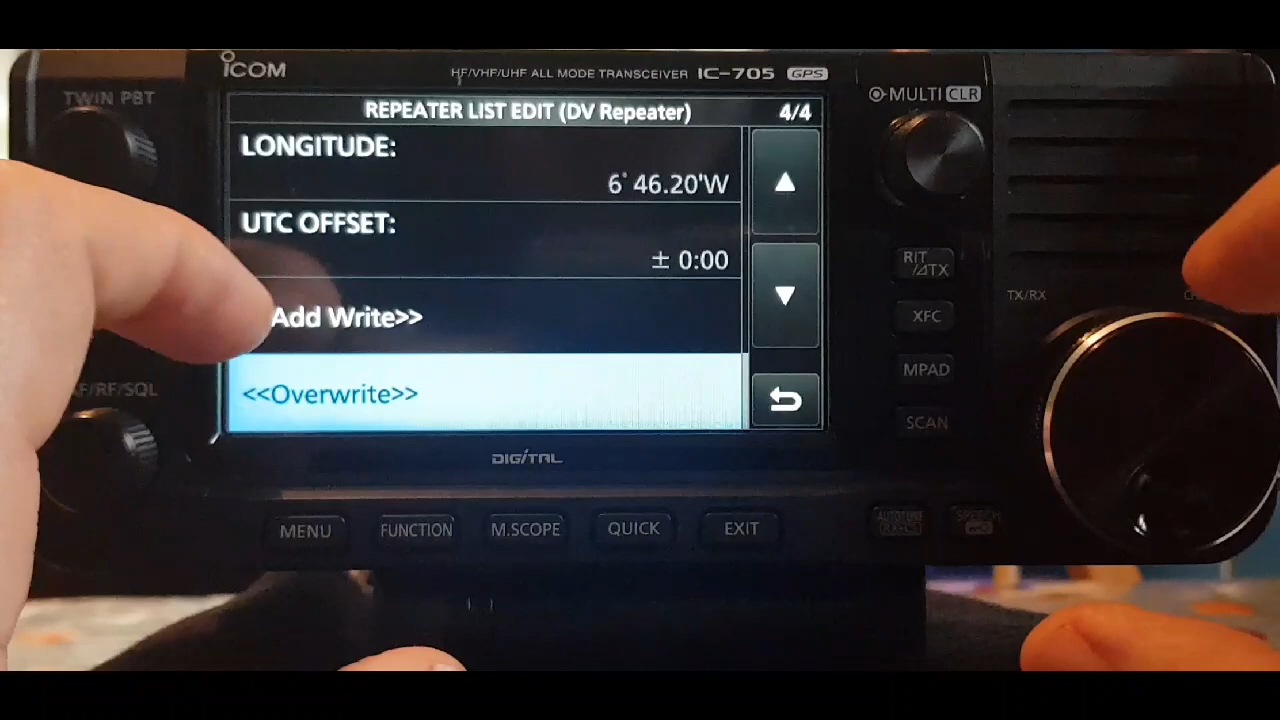 ICOM
HF/VHF/UHF ALL MODE TRANSCEIVER IC-705 GPS
TWIN PBT
MULTI CLR
REPEATER LIST EDIT (DV Repeater) 4/4
LONGITUDE:
6° 46.20'W
UTC OFFSET:
± 0:00
Add Write>>
<<Overwrite>>
RIT
/⊿TX
TX/RX
XFC
MPAD
SCAN
AF/RF/SQL
DIGITAL
MENU FUNCTION M.SCOPE QUICK EXIT
SPEECH